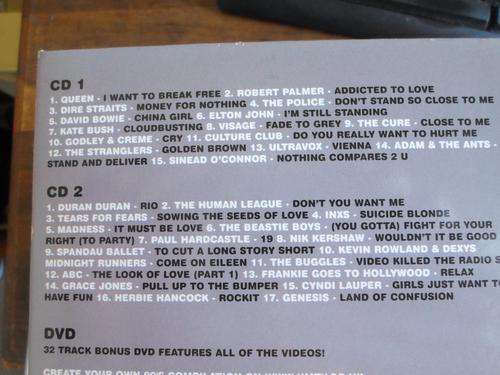 CD 1
1. QUEEN - I WANT TO BREAK FREE 2. ROBERT PALMER - ADDICTED TO LOVE
3. DIRE STRAITS - MONEY FOR NOTHING 4. THE POLICE - DON'T STAND SO CLOSE TO ME
5. DAVID BOWIE - CHINA GIRL 6. ELTON JOHN - I'M STILL STANDING
7. KATE BUSH - CLOUDBUSTING 8. VISAGE - FADE TO GREY 9. THE CURE - CLOSE TO ME
10. GODLEY & CREME - CRY 11. CULTURE CLUB - DO YOU REALLY WANT TO HURT ME
12. THE STRANGLERS - GOLDEN BROWN 13. ULTRAVOX - VIENNA 14. ADAM & THE ANTS -
STAND AND DELIVER 15. SINEAD O'CONNOR - NOTHING COMPARES 2 U
CD 2
1. DURAN DURAN - RIO 2. THE HUMAN LEAGUE - DON'T YOU WANT ME
3. TEARS FOR FEARS - SOWING THE SEEDS OF LOVE 4. INXS - SUICIDE BLONDE
5. MADNESS - IT MUST BE LOVE 6. THE BEASTIE BOYS - (YOU GOTTA) FIGHT FOR YOUR
RIGHT (TO PARTY) 7. PAUL HARDCASTLE - 19 8. NIK KERSHAW - WOULDN'T IT BE GOOD
9. SPANDAU BALLET - TO CUT A LONG STORY SHORT 10. KEVIN ROWLAND & DEXYS
MIDNIGHT RUNNERS - COME ON EILEEN 11. THE BUGGLES - VIDEO KILLED THE RADIO S
12. ABC - THE LOOK OF LOVE (PART 1) 13. FRANKIE GOES TO HOLLYWOOD - RELAX
14. GRACE JONES - PULL UP TO THE BUMPER 15. CYNDI LAUPER - GIRLS JUST WANT T
HAVE FUN 16. HERBIE HANCOCK - ROCKIT 17. GENESIS - LAND OF CONFUSION
DVD
32 TRACK BONUS DVD FEATURES ALL OF THE VIDEOS!
CREATE YOUR OWN 80'S COMPILATION ON